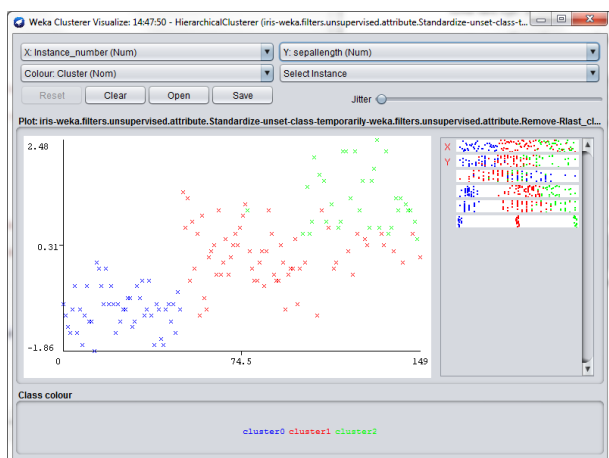 Weka Clusterer Visualize: 14:47:50 - HierarchicalClusterer (iris-weka.filters.unsupervised.attribute.Standardize-unset-class-t...
X: Instance_number (Num) Y: sepallength (Num)
Colour: Cluster (Nom) Select Instance
Reset Clear Open Save Jitter
Plot: iris-weka.filters.unsupervised.attribute.Standardize-unset-class-temporarily-weka.filters.unsupervised.attribute.Remove-Rlast_cl...
2.48
X
Y
0.31
-1.86
0 74.5 149
Class colour
cluster0 cluster1 cluster2